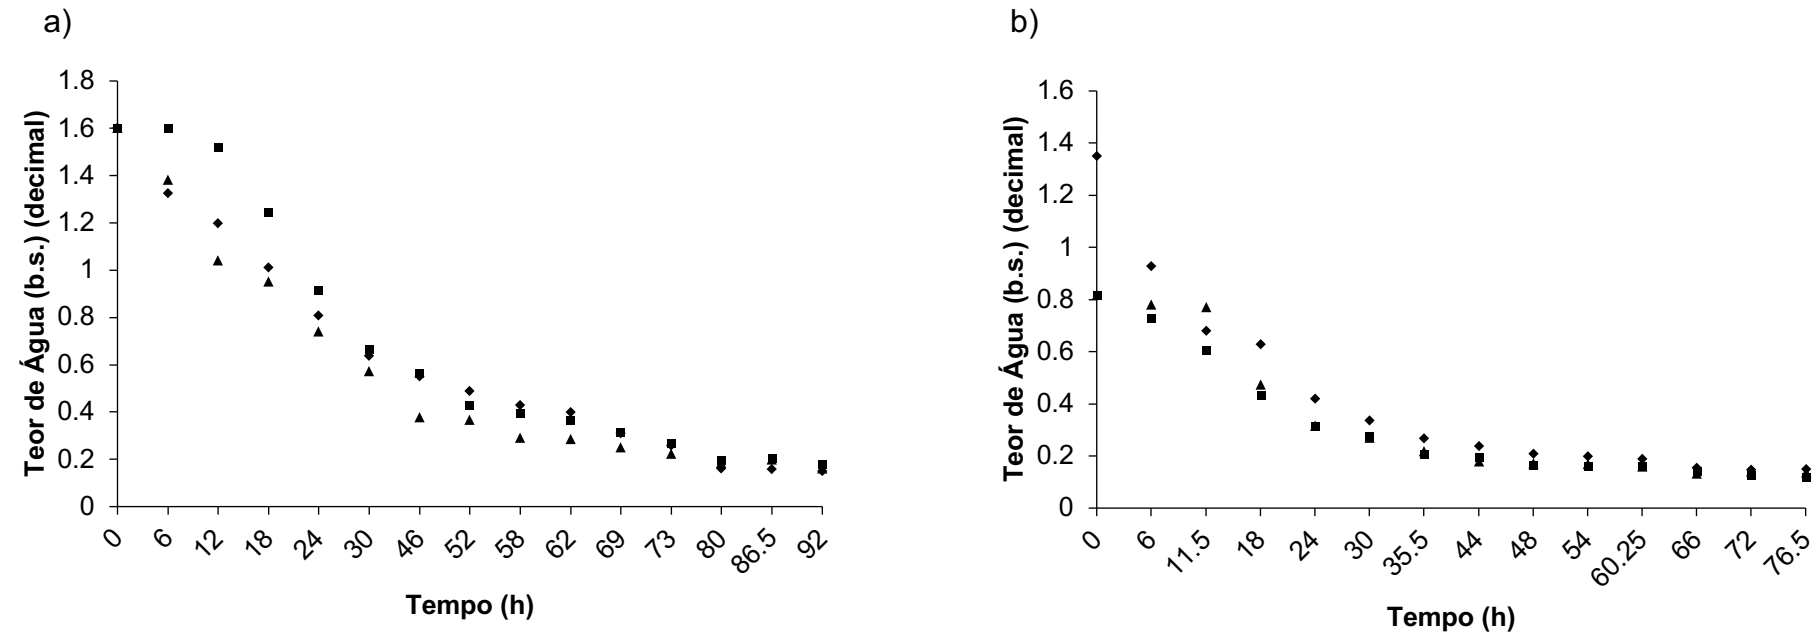 a)
Teor de Água (b.s.) (decimal)
1.8
1.6
1.4
1.2
1
0.8
0.6
0.4
0.2
0
0 6 12 18 24 30 46 52 58 62 69 73 80 86.5 92
Tempo (h)
b)
Teor de Água (b.s.) (decimal)
1.6
1.4
1.2
1
0.8
0.6
0.4
0.2
0
0 6 11.5 18 24 30 35.5 44 48 54 60.25 66 72 76.5
Tempo (h)